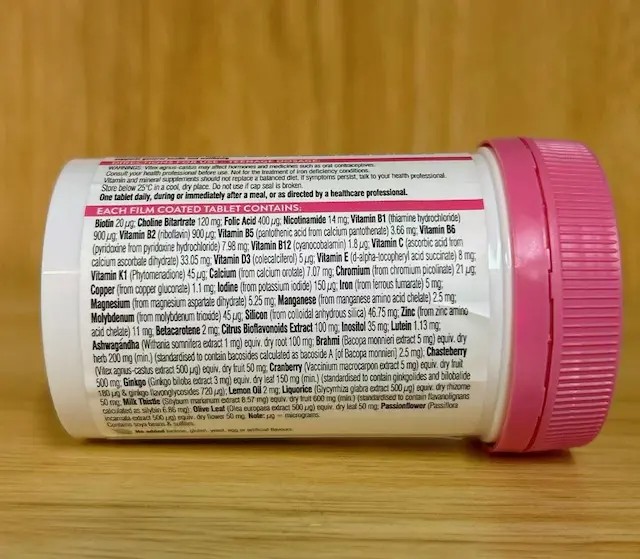 DIRECTIONS FOR USE - TEENAGE DOSAGE:
WARNINGS: Vitex agnus-castus may affect hormones and medicines such as oral contraceptives.
Consult your health professional before use. Not for the treatment of iron deficiency conditions.
Vitamin and mineral supplements should not replace a balanced diet. If symptoms persist, talk to your health professional.
Store below 25°C in a cool, dry place. Do not use if cap seal is broken.
One tablet daily, during or immediately after a meal, or as directed by a healthcare professional.
EACH FILM COATED TABLET CONTAINS:
Biotin 20 µg; Choline Bitartrate 120 mg; Folic Acid 400 µg; Nicotinamide 14 mg; Vitamin B1 (thiamine hydrochloride)
900 µg; Vitamin B2 (riboflavin) 900 µg; Vitamin B5 (pantothenic acid from calcium pantothenate) 3.66 mg; Vitamin B6
(pyridoxine from pyridoxine hydrochloride) 7.98 mg; Vitamin B12 (cyanocobalamin) 1.8 µg; Vitamin C (ascorbic acid from
calcium ascorbate dihydrate) 33.05 mg; Vitamin D3 (colecalciferol) 5 µg; Vitamin E (d-alpha-tocopheryl acid succinate) 8 mg;
Vitamin K1 (Phytomenadione) 45 µg; Calcium (from calcium orotate) 7.07 mg; Chromium (from chromium picolinate) 21 µg;
Copper (from copper gluconate) 1.1 mg; Iodine (from potassium iodide) 150 µg; Iron (from ferrous fumarate) 5 mg;
Magnesium (from magnesium aspartate dihydrate) 5.25 mg; Manganese (from manganese amino acid chelate) 2.5 mg;
Molybdenum (from molybdenum trioxide) 45 µg; Silicon (from colloidal anhydrous silica) 46.75 mg; Zinc (from zinc amino
acid chelate) 11 mg; Betacarotene 2 mg; Citrus Bioflavonoids Extract 100 mg; Inositol 35 mg; Lutein 1.13 mg;
Ashwagandha (Withania somnifera extract 1 mg) equiv. dry root 100 mg; Brahmi (Bacopa monnieri extract 5 mg) equiv. dry
herb 200 mg (min.) (standardised to contain bacosides calculated as bacoside A [of Bacopa monnieri] 2.5 mg); Chasteberry
(Vitex agnus-castus extract 500 µg) equiv. dry fruit 50 mg; Cranberry (Vaccinium macrocarpon extract 5 mg) equiv. dry fruit
500 mg; Ginkgo (Ginkgo biloba extract 3 mg) equiv. dry leaf 150 mg (min.) (standardised to contain ginkgolides and bilobalide
180 µg & ginkgo flavonglycosides 720 µg); Lemon Oil 2 mg; Liquorice (Glycyrrhiza glabra extract 500 µg) equiv. dry rhizome
50 mg; Milk Thistle (Silybum marianum extract 8.57 mg) equiv. dry fruit 600 mg (min.) (standardised to contain flavanolignans
calculated as silybin 6.86 mg); Olive Leaf (Olea europaea extract 500 µg) equiv. dry leaf 50 mg; Passionflower (Passiflora
incarnata extract 500 µg) equiv. dry flower 50 mg. Note: µg = micrograms.
Contains soya beans & sulfites.
No added lactose, gluten, yeast, egg or artificial flavours.